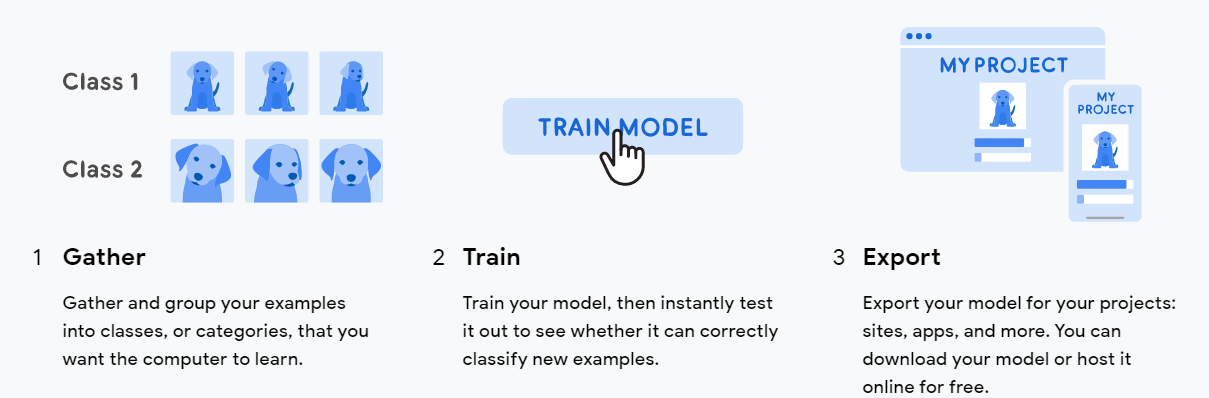 Class 1
Class 2
TRAIN MODEL
MY PROJECT
MY
PROJECT
1 Gather
Gather and group your examples
into classes, or categories, that you
want the computer to learn.
2 Train
Train your model, then instantly test
it out to see whether it can correctly
classify new examples.
3 Export
Export your model for your projects:
sites, apps, and more. You can
download your model or host it
online for free.